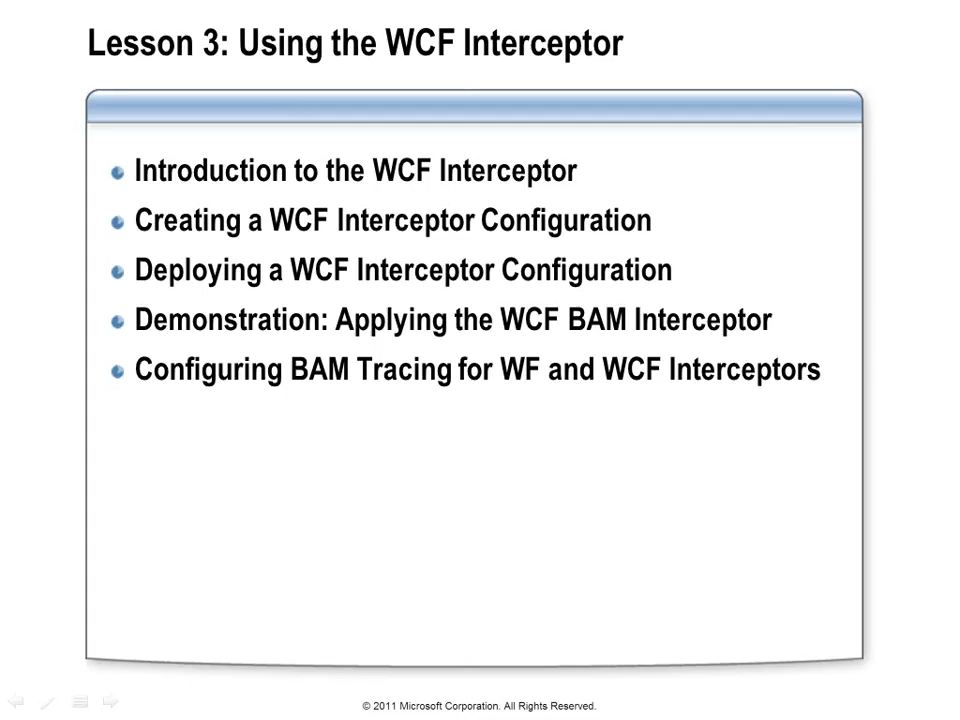 Lesson 3: Using the WCF Interceptor
Introduction to the WCF Interceptor
Creating a WCF Interceptor Configuration
Deploying a WCF Interceptor Configuration
Demonstration: Applying the WCF BAM Interceptor
Configuring BAM Tracing for WF and WCF Interceptors
© 2011 Microsoft Corporation. All Rights Reserved.